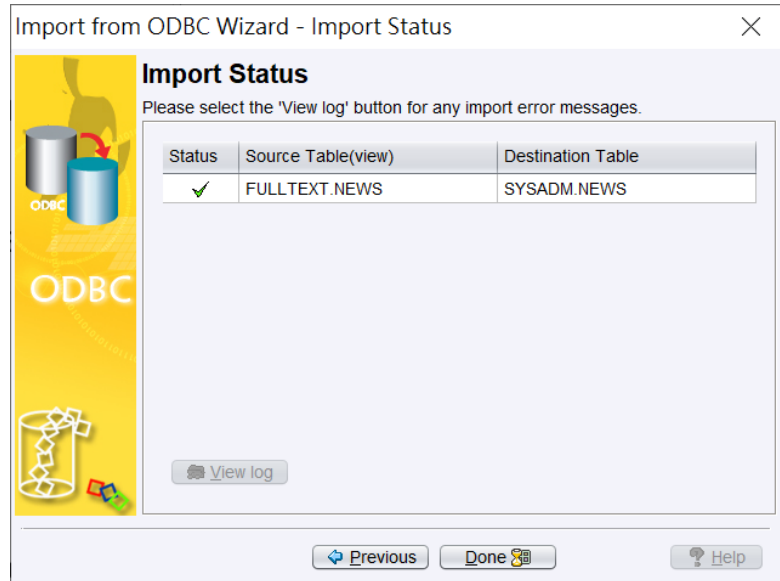 Import from ODBC Wizard - Import Status
Import Status
Please select the 'View log' button for any import error messages.
Status Source Table(view) Destination Table
FULLTEXT.NEWS SYSADM.NEWS
ODBC
ODBC
View log
Previous Done Help